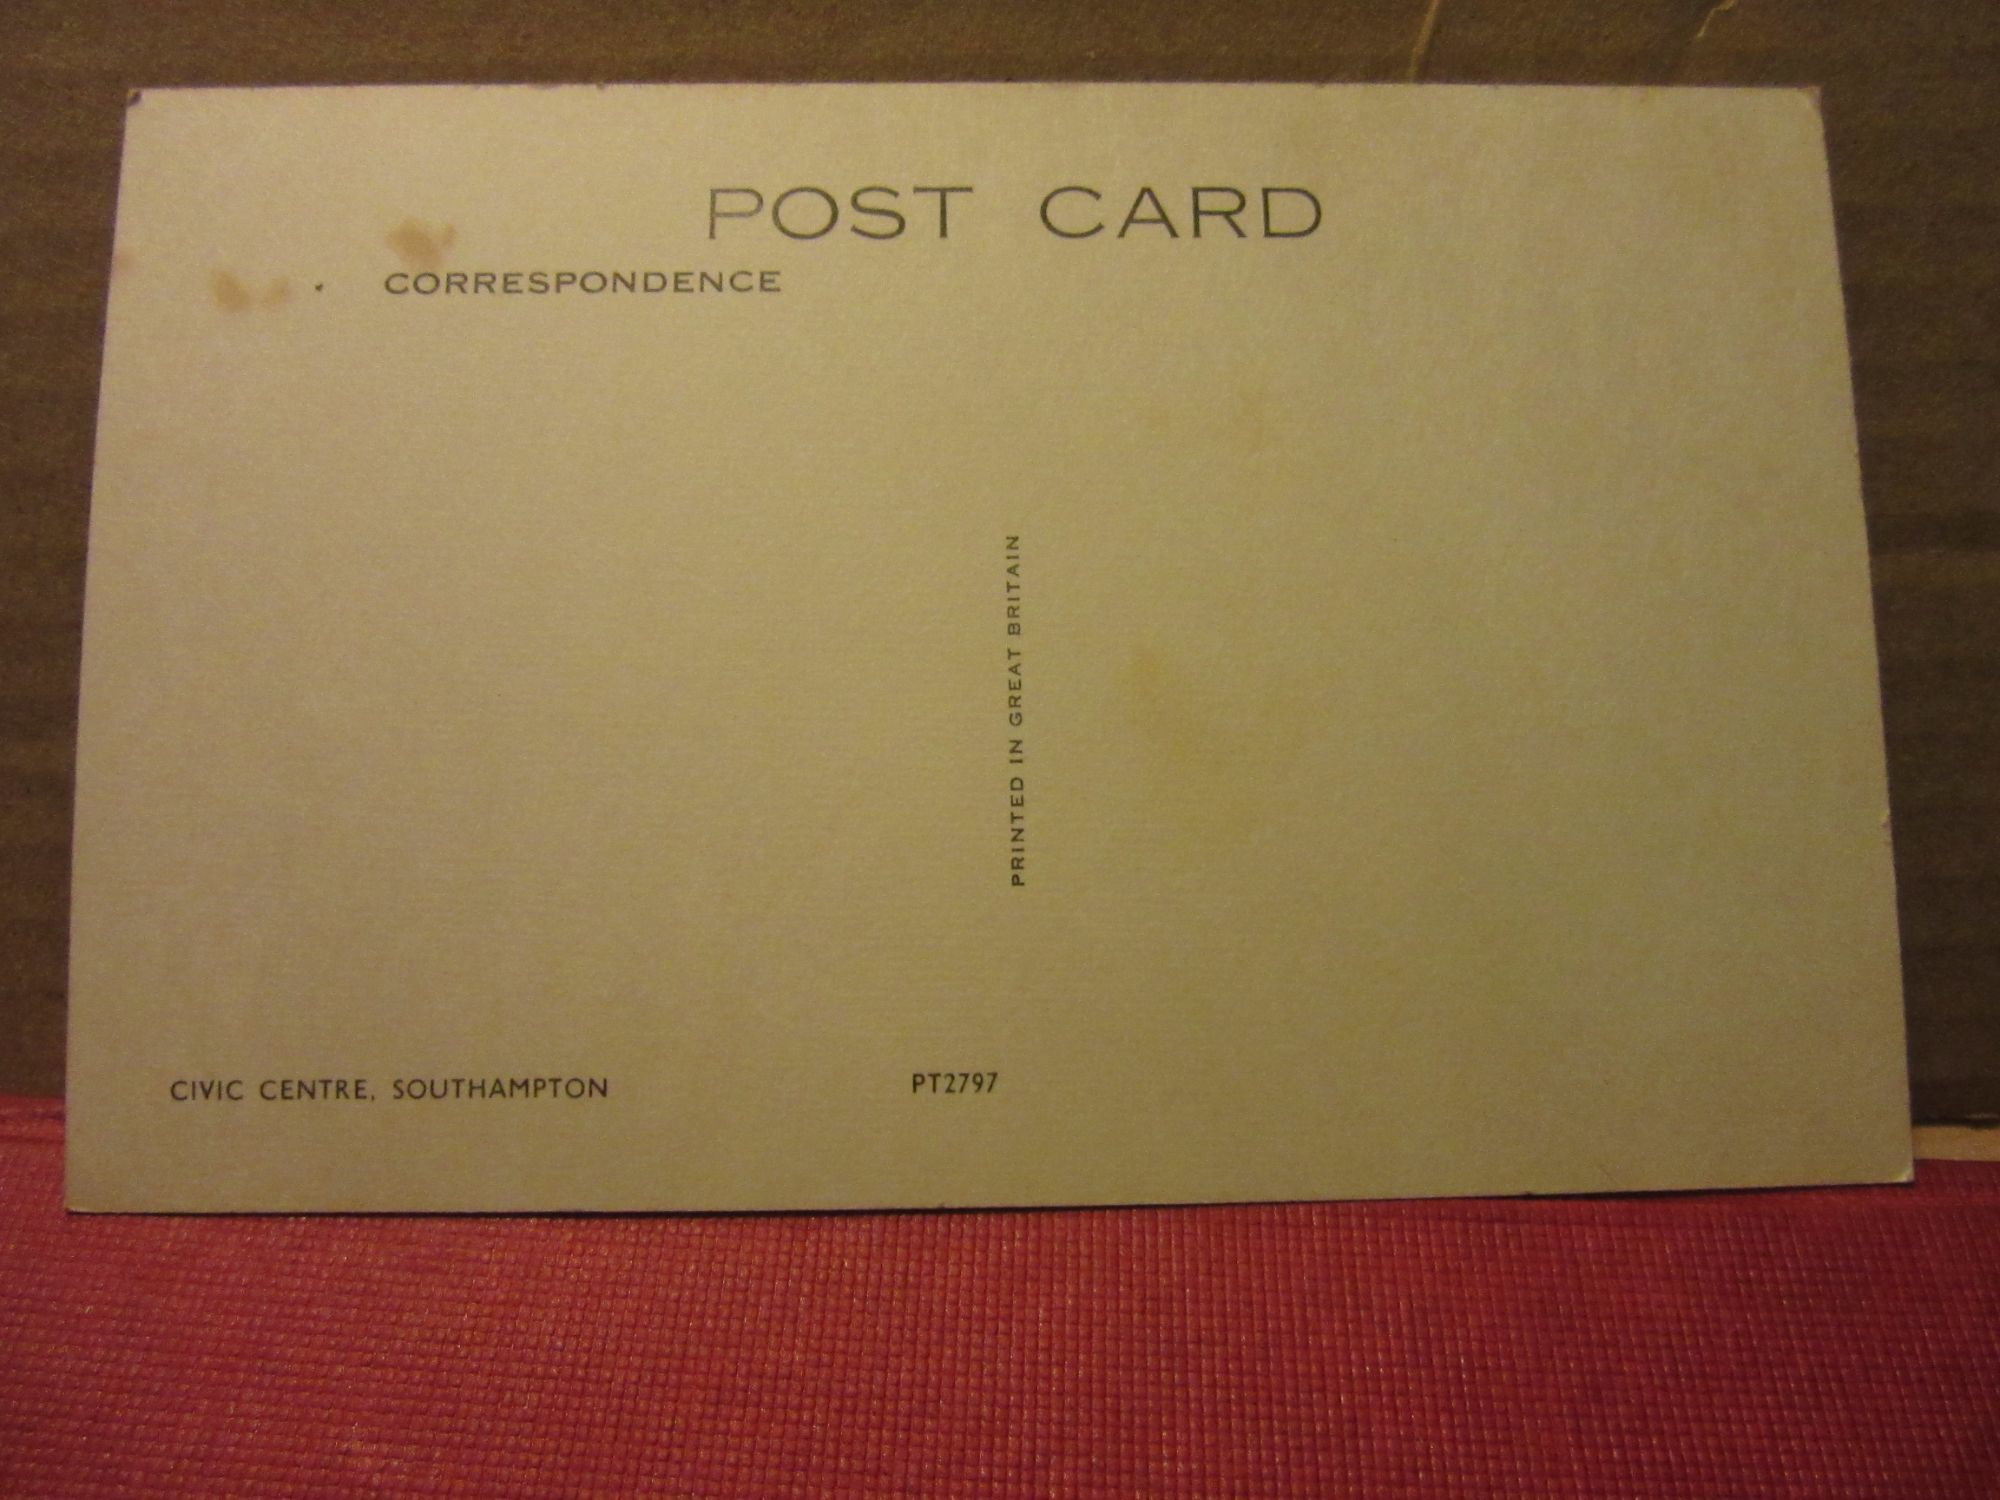 POST CARD
CORRESPONDENCE
PRINTED IN GREAT BRITAIN
CIVIC CENTRE, SOUTHAMPTON
PT2797